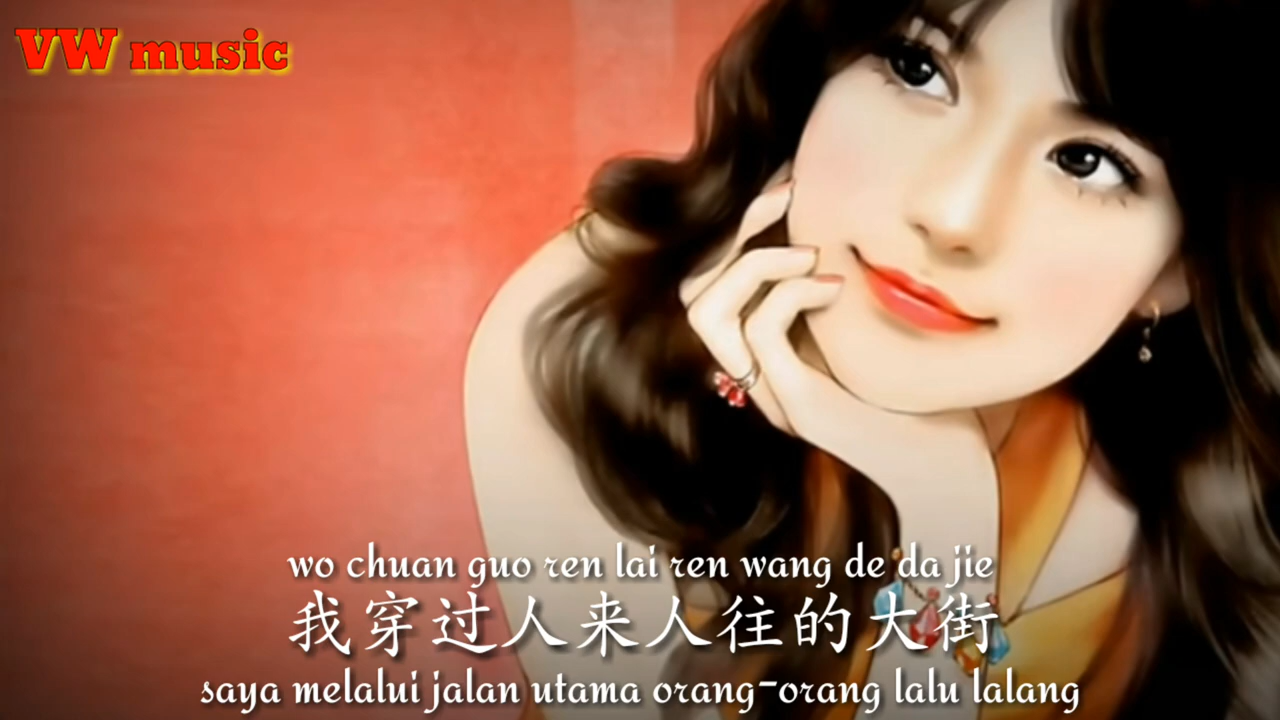 VW music
wo chuan guo ren lai ren wang de da jie
我穿过人来人往的大街
saya melalui jalan utama orang-orang lalu lalang